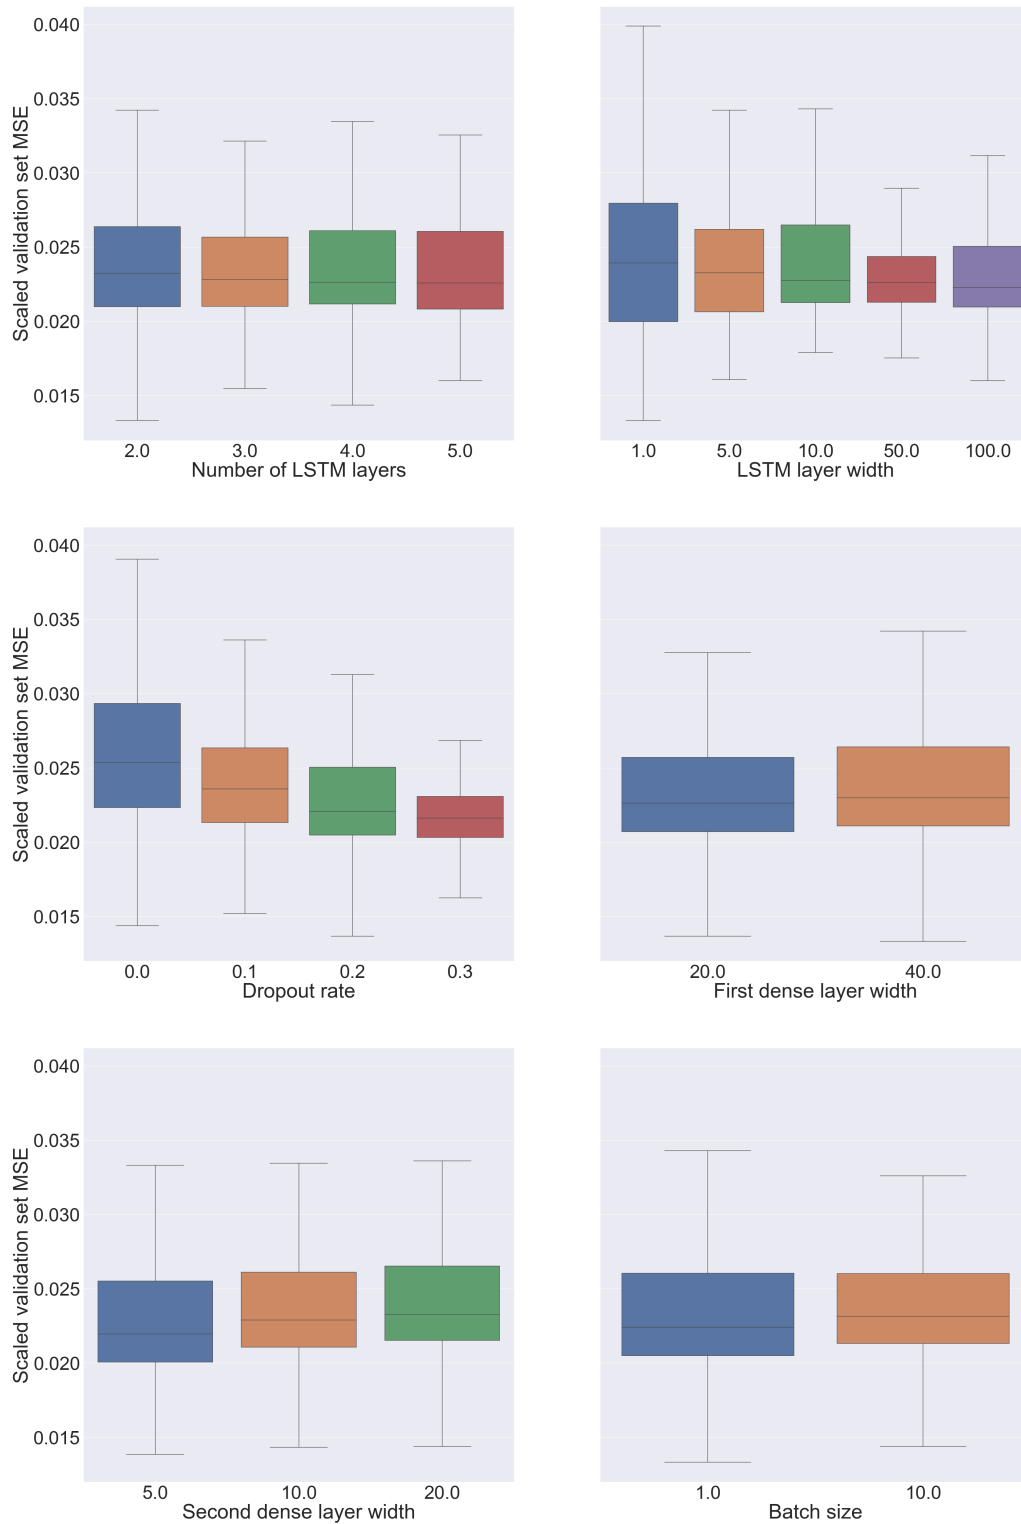 0.040
0.035
0.030
0.025
0.020
0.015
Scaled validation set MSE
2.0 3.0 4.0 5.0
Number of LSTM layers
1.0 5.0 10.0 50.0 100.0
LSTM layer width
0.040
0.035
0.030
0.025
0.020
0.015
Scaled validation set MSE
0.0 0.1 0.2 0.3
Dropout rate
20.0 40.0
First dense layer width
0.040
0.035
0.030
0.025
0.020
0.015
Scaled validation set MSE
5.0 10.0 20.0
Second dense layer width
1.0 10.0
Batch size